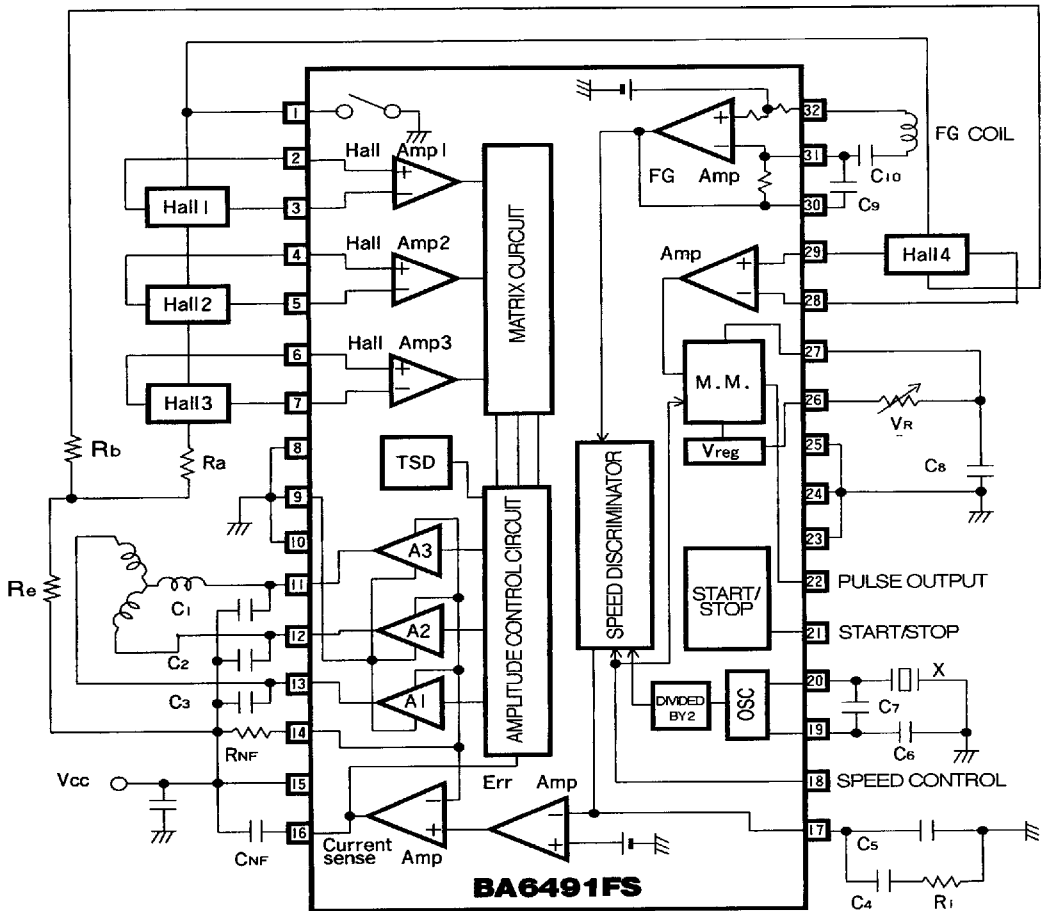 1
2
3
4
5
6
7
8
9
10
11
12
13
14
15
16
32
31
30
29
28
27
26
25
24
23
22
21
20
19
18
17
Hall Amp1
Hall1
Hall Amp2
Hall2
Hall Amp3
Hall3
MATRIX CURCUIT
FG Amp
FG COIL
C10
C9
Amp
Hall4
M.M.
Vreg
VR
C8
Rb
Ra
TSD
Re
C1
C2
C3
A3
A2
A1
AMPLITUDE CONTROL CIRCUIT
SPEED DISCRIMINATOR
START/
STOP
PULSE OUTPUT
START/STOP
DIVIDED
BY2
OSC
X
C7
C6
SPEED CONTROL
RNF
Vcc
CNF
Current
sense Amp
Err Amp
C5
C4
Ri
BA6491FS